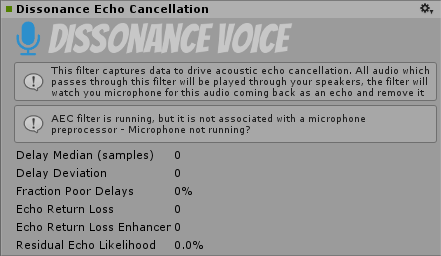 Dissonance Echo Cancellation
DISSONANCE VOICE
This filter captures data to drive acoustic echo cancellation. All audio which
passes through this filter will be played through your speakers, the filter will
watch you microphone for this audio coming back as an echo and remove it
AEC filter is running, but it is not associated with a microphone
preprocessor - Microphone not running?
Delay Median (samples) 0
Delay Deviation 0
Fraction Poor Delays 0%
Echo Return Loss 0
Echo Return Loss Enhancer 0
Residual Echo Likelihood 0.0%